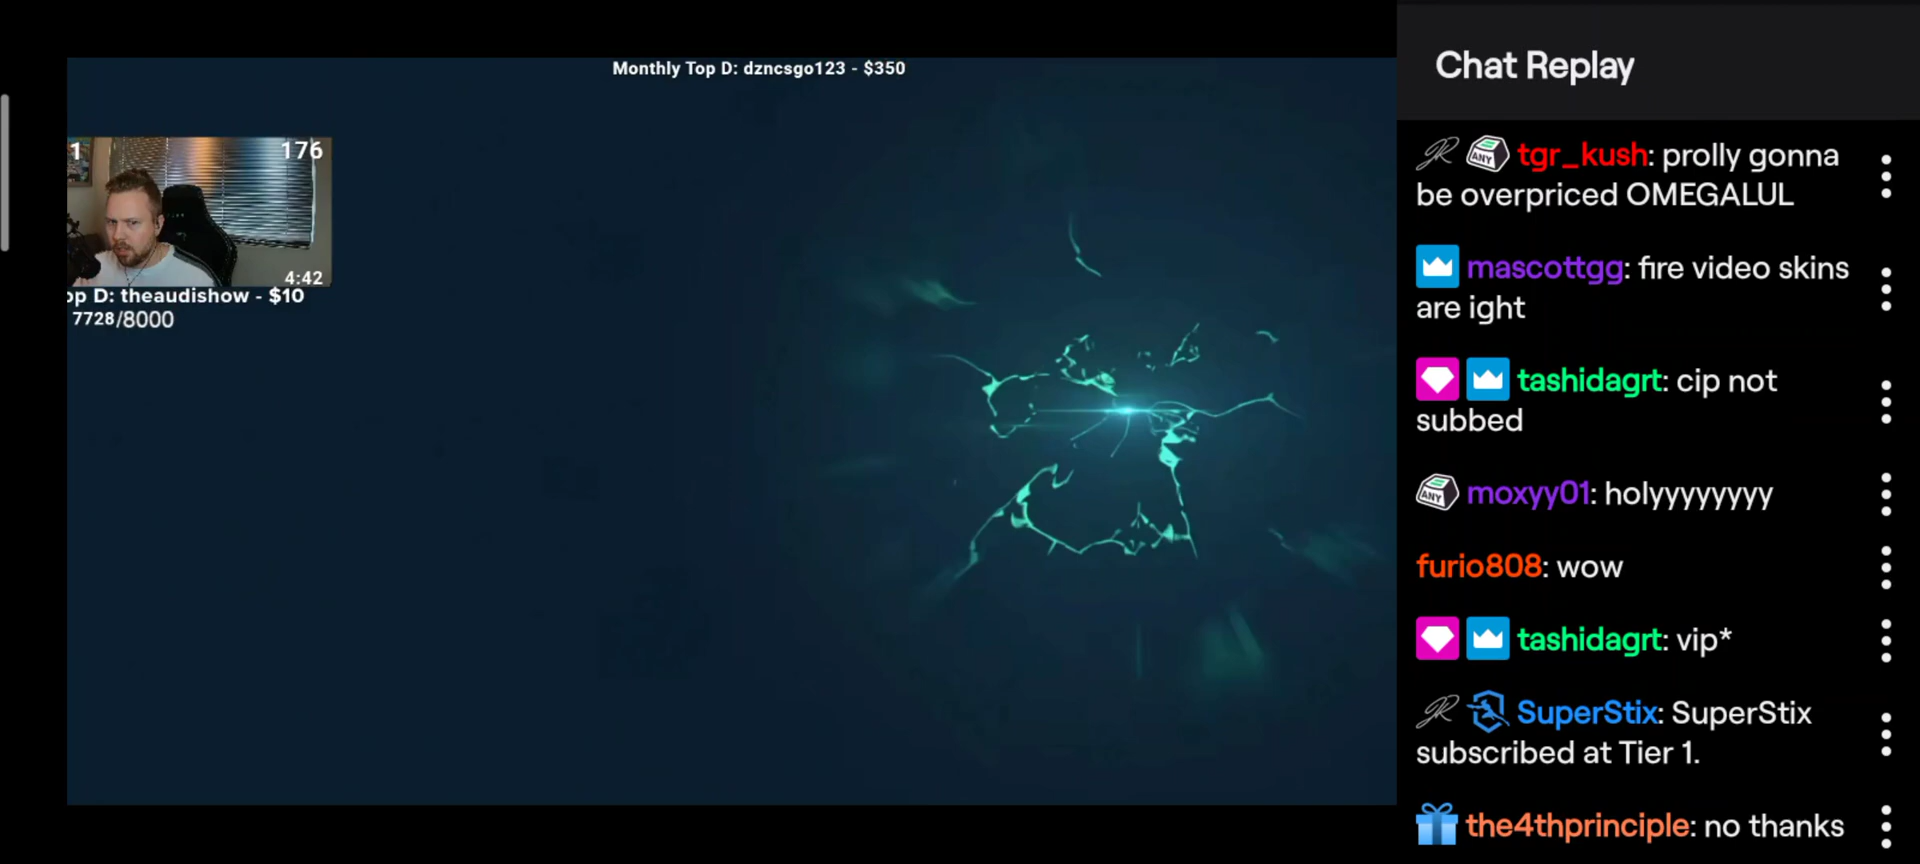 Monthly Top D: dzncsgo123 - $350
1
176
4:42
op D: theaudishow - $10
7728/8000
Chat Replay
ANY tgr_kush: prolly gonna
be overpriced OMEGALUL
mascottgg: fire video skins
are ight
tashidagrt: cip not
subbed
ANY moxyy01: holyyyyyyyy
furio808: wow
tashidagrt: vip*
SuperStix: SuperStix
subscribed at Tier 1.
the4thprinciple: no thanks